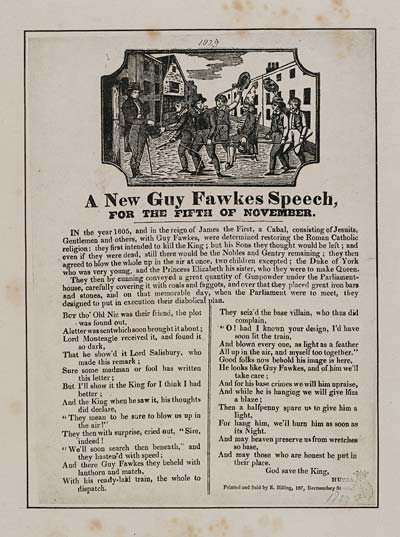 A New Guy Fawkes Speech,
FOR THE FIFTH OF NOVEMBER.
IN the year 1605, and in the reign of James the First, a Cabal, consisting of Jesuits,
Gentlemen and others, with Guy Fawkes, were determined restoring the Roman Catholic
religion: they first intended to kill the King; but his Sons they thought would be left; and
even if they were dead, still there would be the Nobles and Gentry remaining; they then
agreed to blow the whole up in the air at once, two children excepted; the Duke of York
who was very young, and the Princess Elizabeth his sister, who they were to make Queen.
They then by cunning conveyed a great quantity of Gunpowder under the Parliament-
house, carefully covering it with coals and faggots, and over that they placed great iron bars
and stones, and on that memorable day, when the Parliament were to meet, they
designed to put in execution their diabolical plan.
BUT tho' Old Nic was their friend, the plot
was found out,
A letter was sent which soon brought it about;
Lord Monteagle received it, and found it
so dark,
That he show'd it Lord Salisbury, who
made this remark;
Sure some madman or fool has written
this letter;
But I'll show it the King for I think I had
better;
And the King when he saw it, his thoughts
did declare,
"They mean to be sure to blow us up in
the air!"
They then with surprise, cried out, "Sire,
indeed!
"We'll soon search then beneath," and
they hasten'd with speed;
And there Guy Fawkes they beheld with
lanthorn and match,
With his ready-laid train, the whole to
dispatch.
They seiz'd the base villain, who thus did
complain,
"O! had I known your design, I'd have
soon lit the train,
And blown every one, as light as a feather
All up in the air, and myself too together."
Good folks now behold his image is here,
He looks like Guy Fawkes, and of him we'll
take care;
And for his base crimes we will him upraise,
And while he is hanging we will give him
a blaze;
Then a halfpenny spare us to give him a
light,
For hang him, we'll burn him as soon as
its Night.
And may heaven preserve us from wretches
so base,
And may those who are honest be put in
their place.
God save the King,
Printed and Sold by E. Hilling, 187, Bermondsey